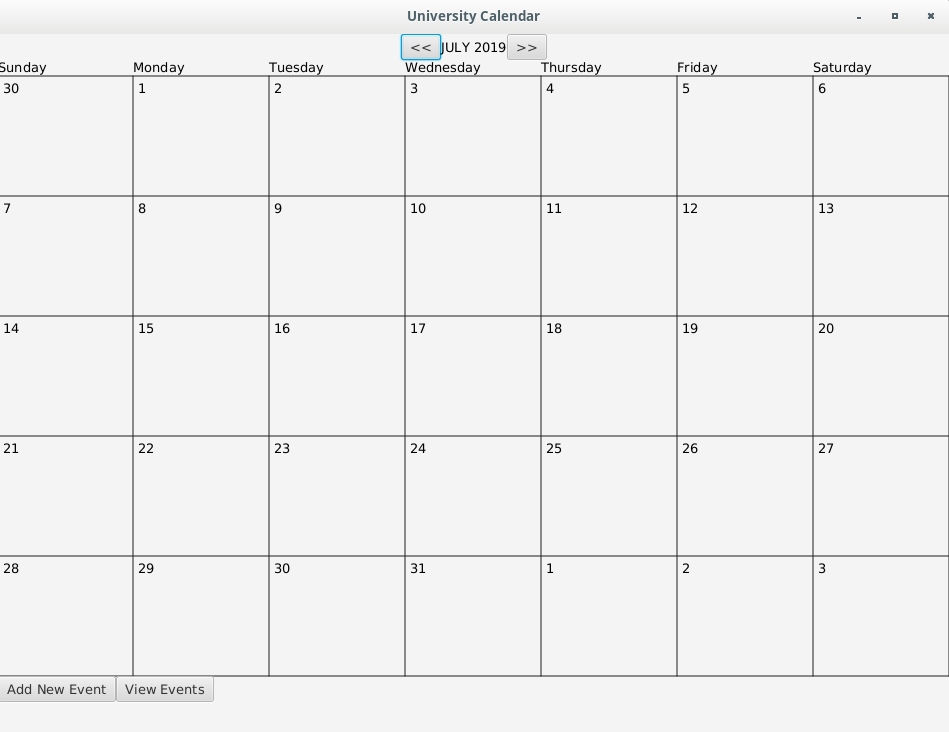 University Calendar
<< JULY 2019 >>
Sunday Monday Tuesday Wednesday Thursday Friday Saturday
30 1 2 3 4 5 6
7 8 9 10 11 12 13
14 15 16 17 18 19 20
21 22 23 24 25 26 27
28 29 30 31 1 2 3
Add New Event View Events